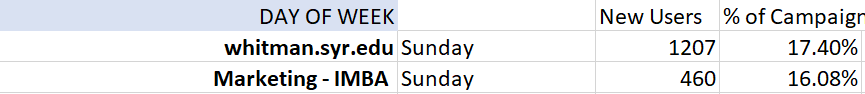 DAY OF WEEK New Users % of Campaign
whitman.syr.edu Sunday 1207 17.40%
Marketing - IMBA Sunday 460 16.08%